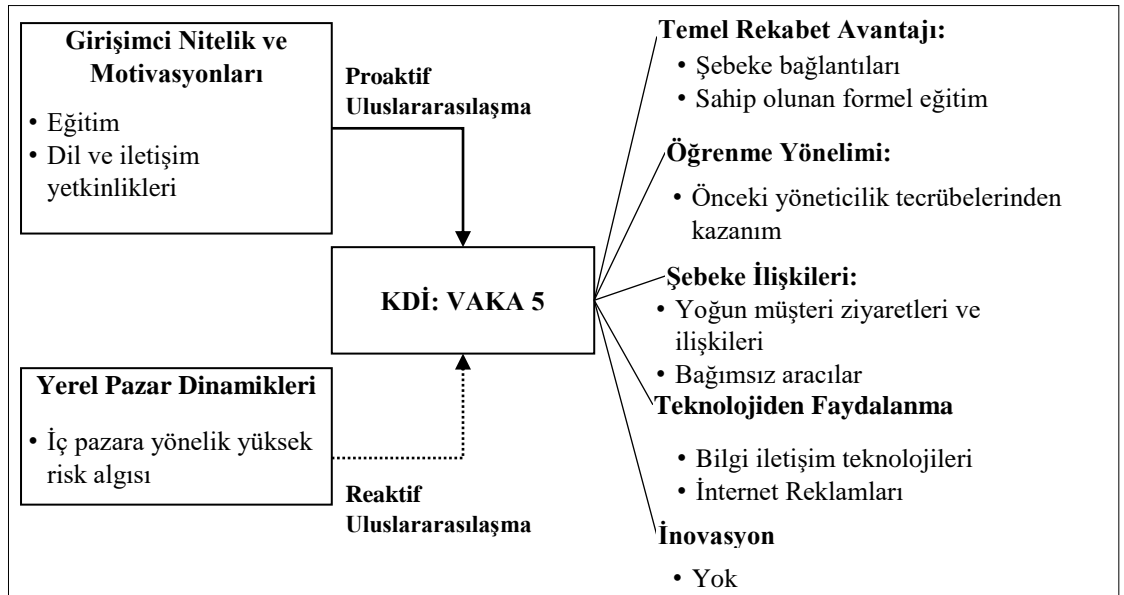 Girişimci Nitelik ve
Motivasyonları
• Eğitim
• Dil ve iletişim
yetkinlikleri
Proaktif
Uluslararasılaşma
KDİ: VAKA 5
Yerel Pazar Dinamikleri
• İç pazara yönelik yüksek
risk algısı
Reaktif
Uluslararasılaşma
Temel Rekabet Avantajı:
• Şebeke bağlantıları
• Sahip olunan formel eğitim
Öğrenme Yönelimi:
• Önceki yöneticilik tecrübelerinden
kazanım
Şebeke İlişkileri:
• Yoğun müşteri ziyaretleri ve
ilişkileri
• Bağımsız aracılar
Teknolojiden Faydalanma
• Bilgi iletişim teknolojileri
• İnternet Reklamları
İnovasyon
• Yok